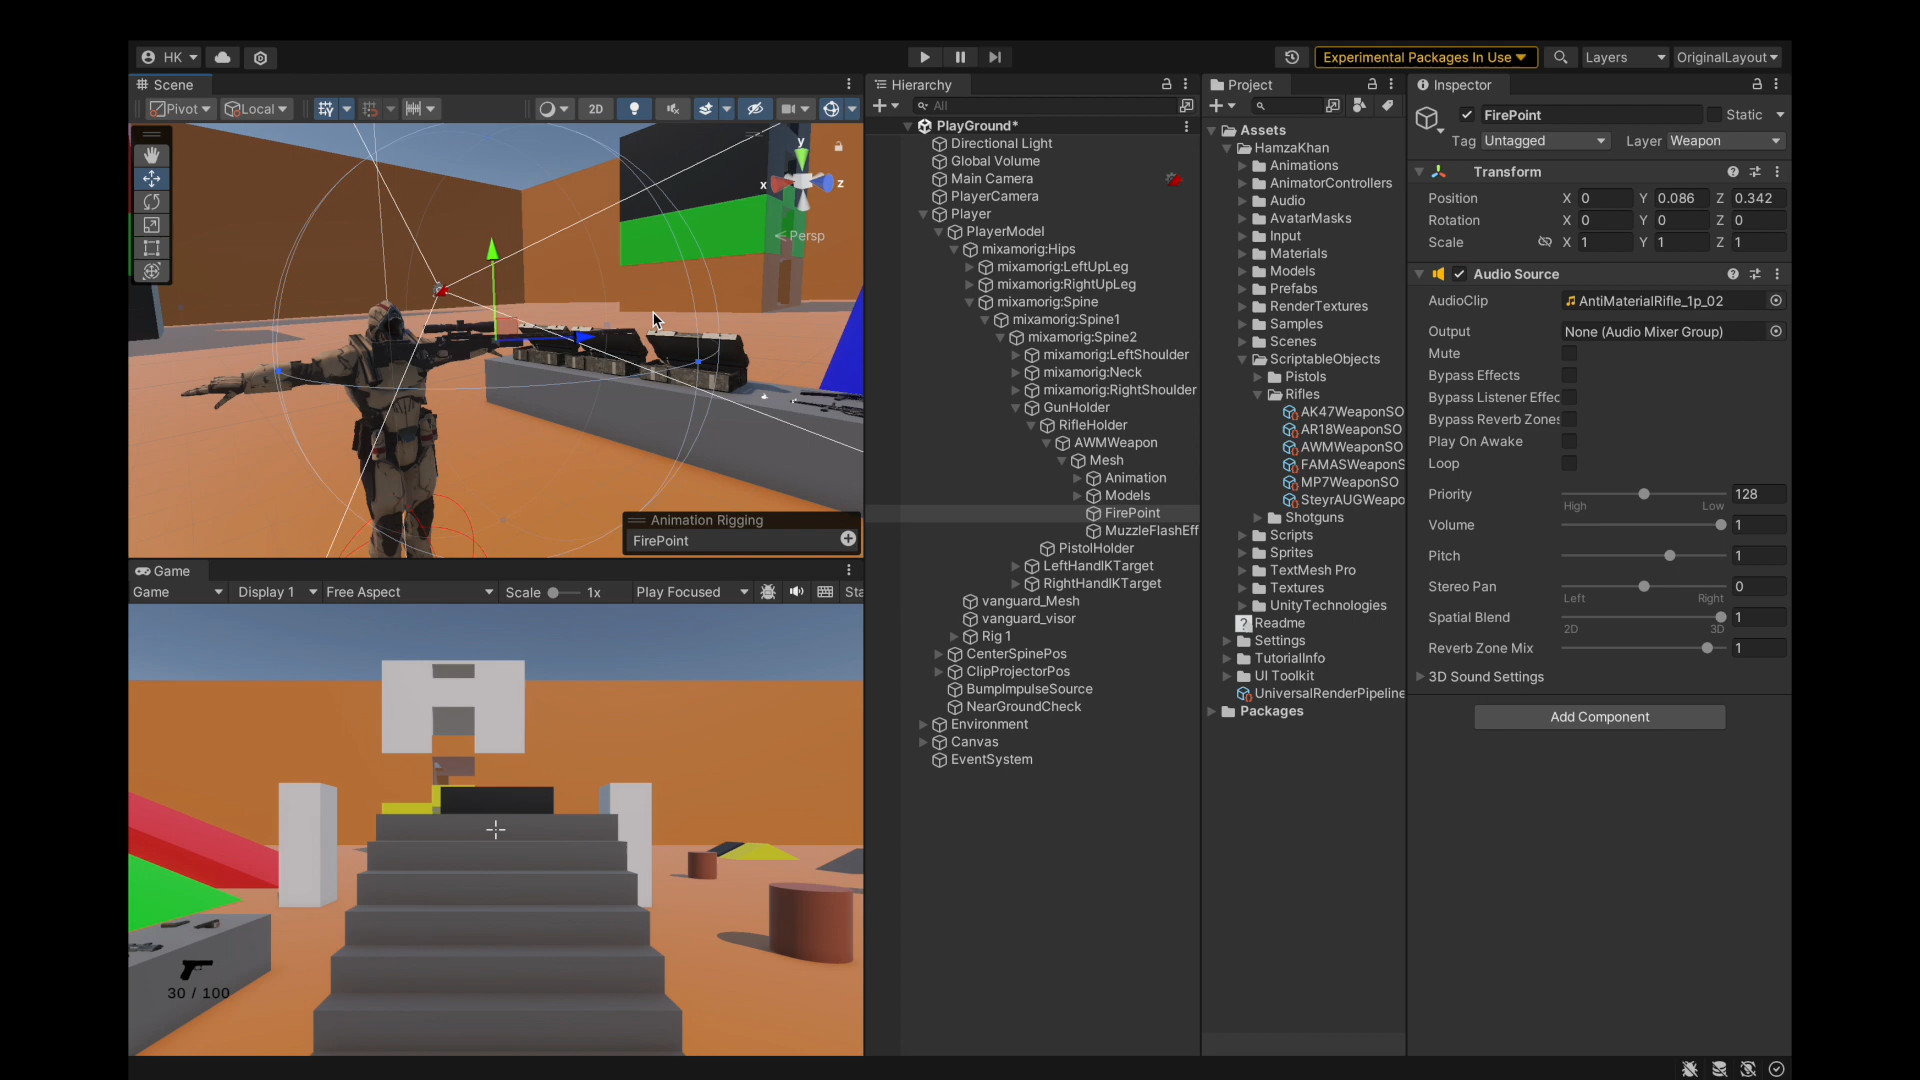 HK
Experimental Packages In Use
Layers
OriginalLayout
Scene
Pivot
Local
2D
y
x
z
Persp
Animation Rigging
FirePoint
Game
Game
Display 1
Free Aspect
Scale
1x
Play Focused
Sta
30 / 100
Hierarchy
All
PlayGround*
Directional Light
Global Volume
Main Camera
PlayerCamera
Player
PlayerModel
mixamorig:Hips
mixamorig:LeftUpLeg
mixamorig:RightUpLeg
mixamorig:Spine
mixamorig:Spine1
mixamorig:Spine2
mixamorig:LeftShoulder
mixamorig:Neck
mixamorig:RightShoulder
GunHolder
RifleHolder
AWMWeapon
Mesh
Animation
Models
FirePoint
MuzzleFlashEff
PistolHolder
LeftHandIKTarget
RightHandIKTarget
vanguard_Mesh
vanguard_visor
Rig 1
CenterSpinePos
ClipProjectorPos
BumpImpulseSource
NearGroundCheck
Environment
Canvas
EventSystem
Project
Assets
HamzaKhan
Animations
AnimatorControllers
Audio
AvatarMasks
Input
Materials
Models
Prefabs
RenderTextures
Samples
Scenes
ScriptableObjects
Pistols
Rifles
AK47WeaponSO
AR18WeaponSO
AWMWeaponSO
FAMASWeaponS
MP7WeaponSO
SteyrAUGWeapo
Shotguns
Scripts
Sprites
TextMesh Pro
Textures
UnityTechnologies
Readme
Settings
TutorialInfo
UI Toolkit
UniversalRenderPipeline
Packages
Inspector
FirePoint
Static
Tag Untagged Layer Weapon
Transform
Position X 0 Y 0.086 Z 0.342
Rotation X 0 Y 0 Z 0
Scale X 1 Y 1 Z 1
Audio Source
AudioClip AntiMaterialRifle_1p_02
Output None (Audio Mixer Group)
Mute
Bypass Effects
Bypass Listener Effec
Bypass Reverb Zones
Play On Awake
Loop
Priority 128
High Low
Volume 1
Pitch 1
Stereo Pan 0
Left Right
Spatial Blend 1
2D 3D
Reverb Zone Mix 1
3D Sound Settings
Add Component